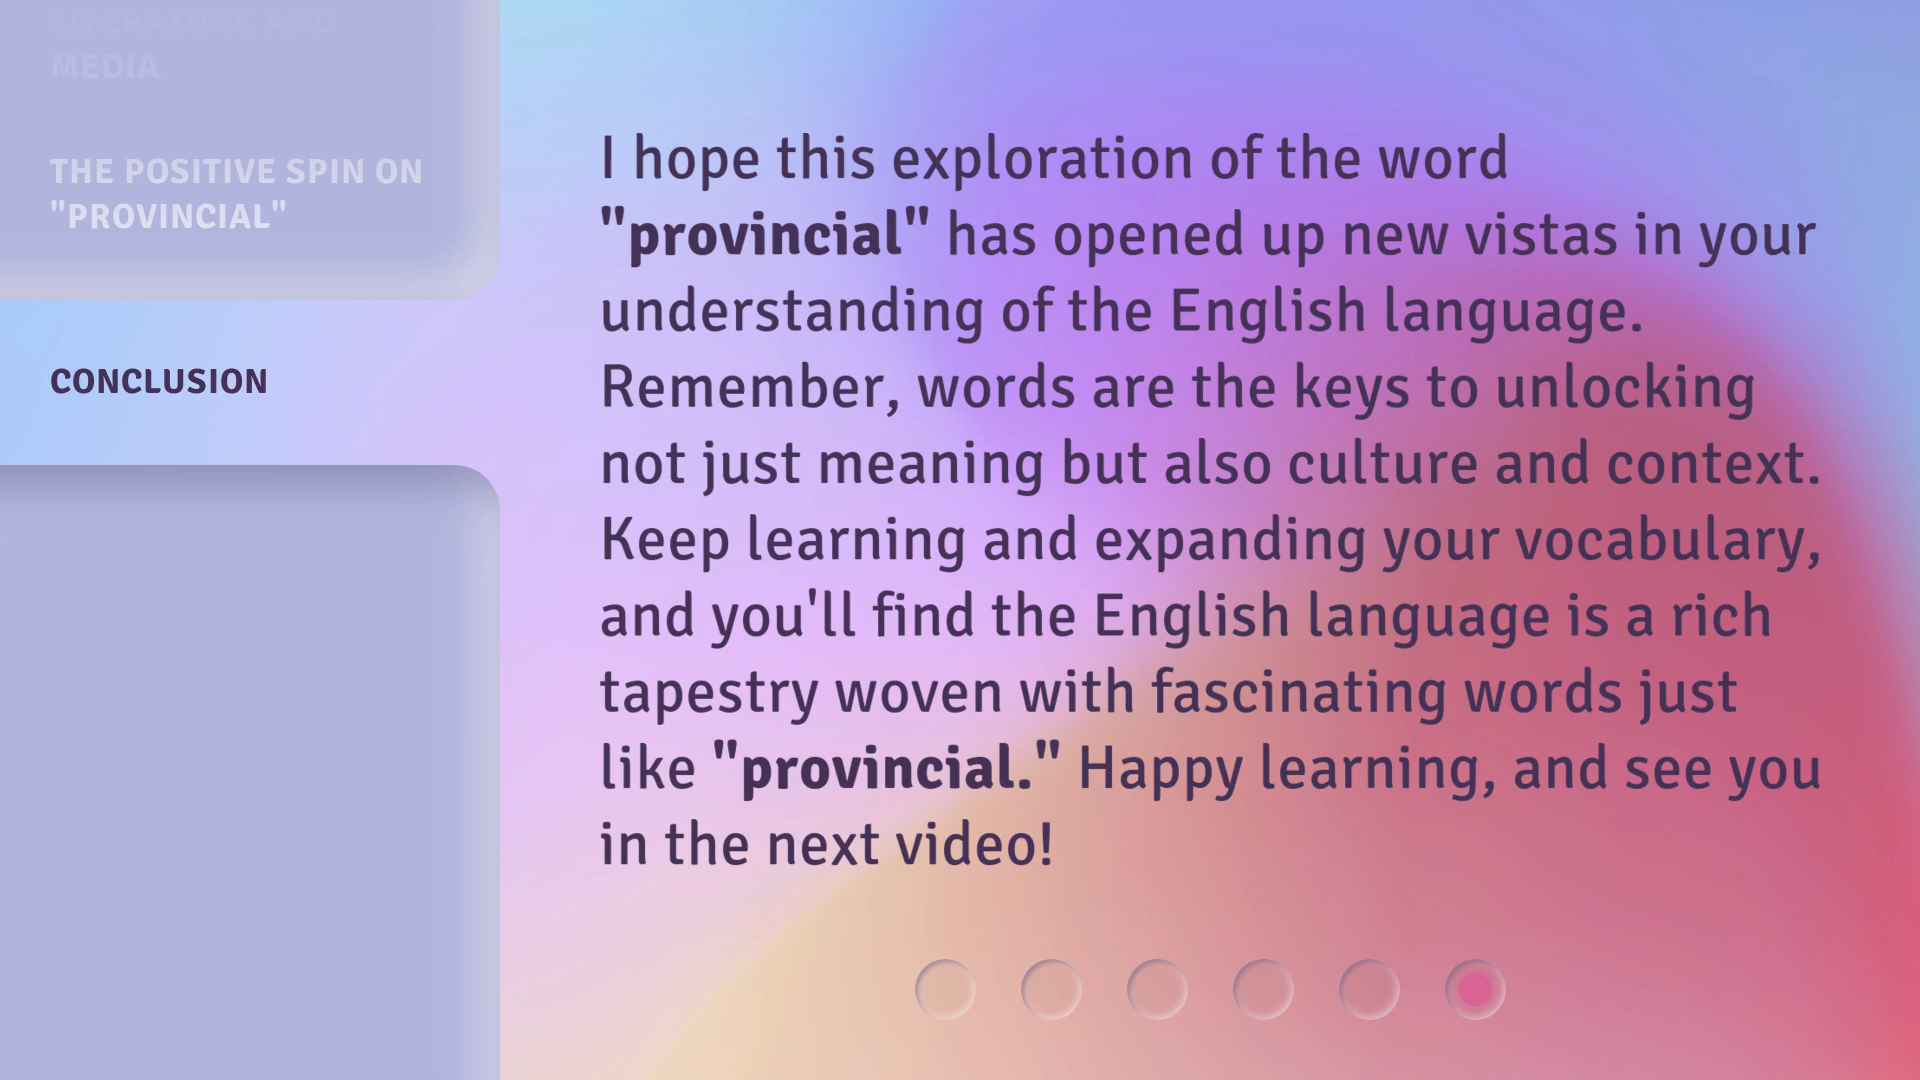 LITERATURE AND
MEDIA
THE POSITIVE SPIN ON
"PROVINCIAL"
CONCLUSION
I hope this exploration of the word
"provincial" has opened up new vistas in your
understanding of the English language.
Remember, words are the keys to unlocking
not just meaning but also culture and context.
Keep learning and expanding your vocabulary,
and you'll find the English language is a rich
tapestry woven with fascinating words just
like "provincial." Happy learning, and see you
in the next video!